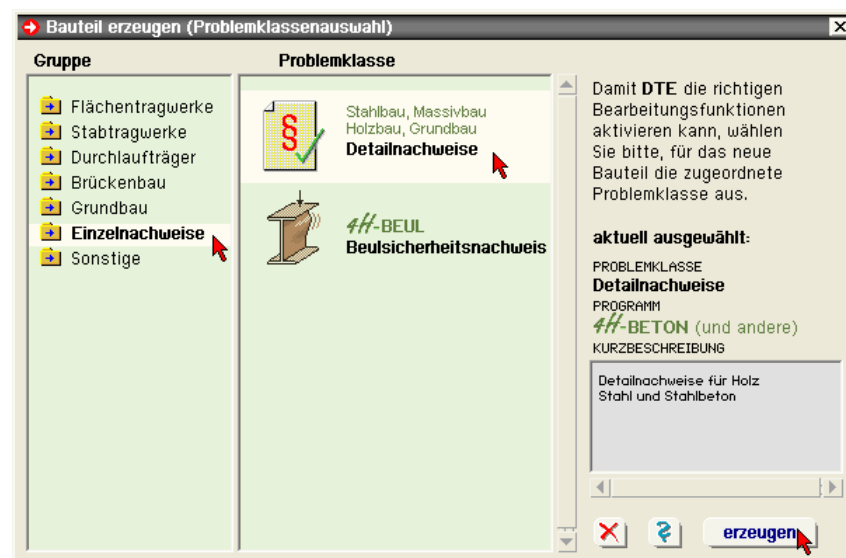 Bauteil erzeugen (Problemklassenauswahl)
Gruppe
Flächentragwerke
Stabtragwerke
Durchlaufträger
Brückenbau
Grundbau
Einzelnachweise
Sonstige
Problemklasse
§
Stahlbau, Massivbau
Holzbau, Grundbau
Detailnachweise
4H-BEUL
Beulsicherheitsnachweis
Damit DTE die richtigen
Bearbeitungsfunktionen
aktivieren kann, wählen
Sie bitte, für das neue
Bauteil die zugeordnete
Problemklasse aus.
aktuell ausgewählt:
PROBLEMKLASSE
Detailnachweise
PROGRAMM
4H-BETON (und andere)
KURZBESCHREIBUNG
Detailnachweise für Holz
Stahl und Stahlbeton
erzeugen